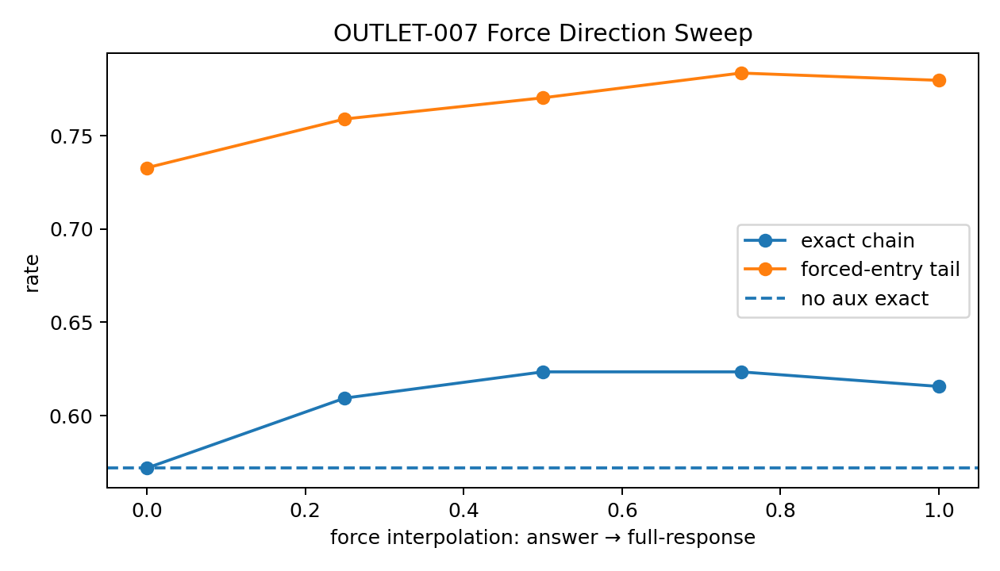 OUTLET-007 Force Direction Sweep
0.75
0.70
0.65
0.60
rate
exact chain
forced-entry tail
no aux exact
0.0 0.2 0.4 0.6 0.8 1.0
force interpolation: answer → full-response